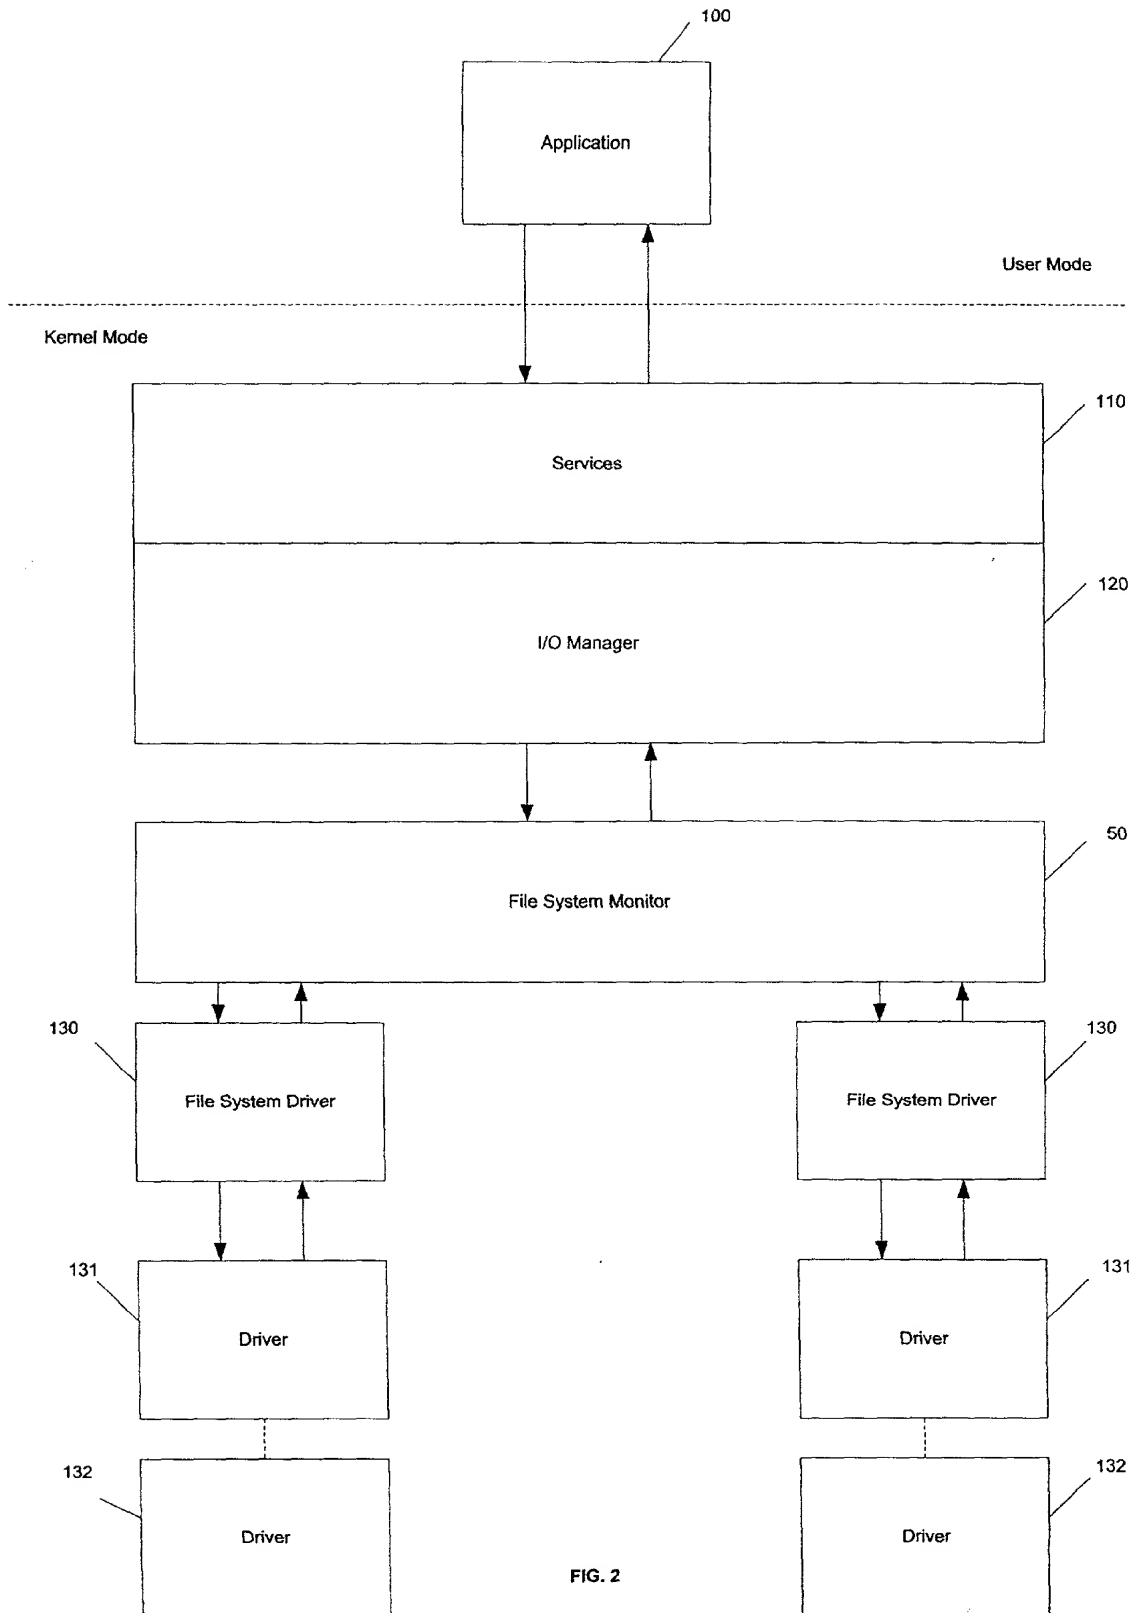 100
Application
User Mode
Kernel Mode
110
Services
120
I/O Manager
50
File System Monitor
130
130
File System Driver
File System Driver
131
131
Driver
Driver
132
132
Driver
Driver
FIG. 2